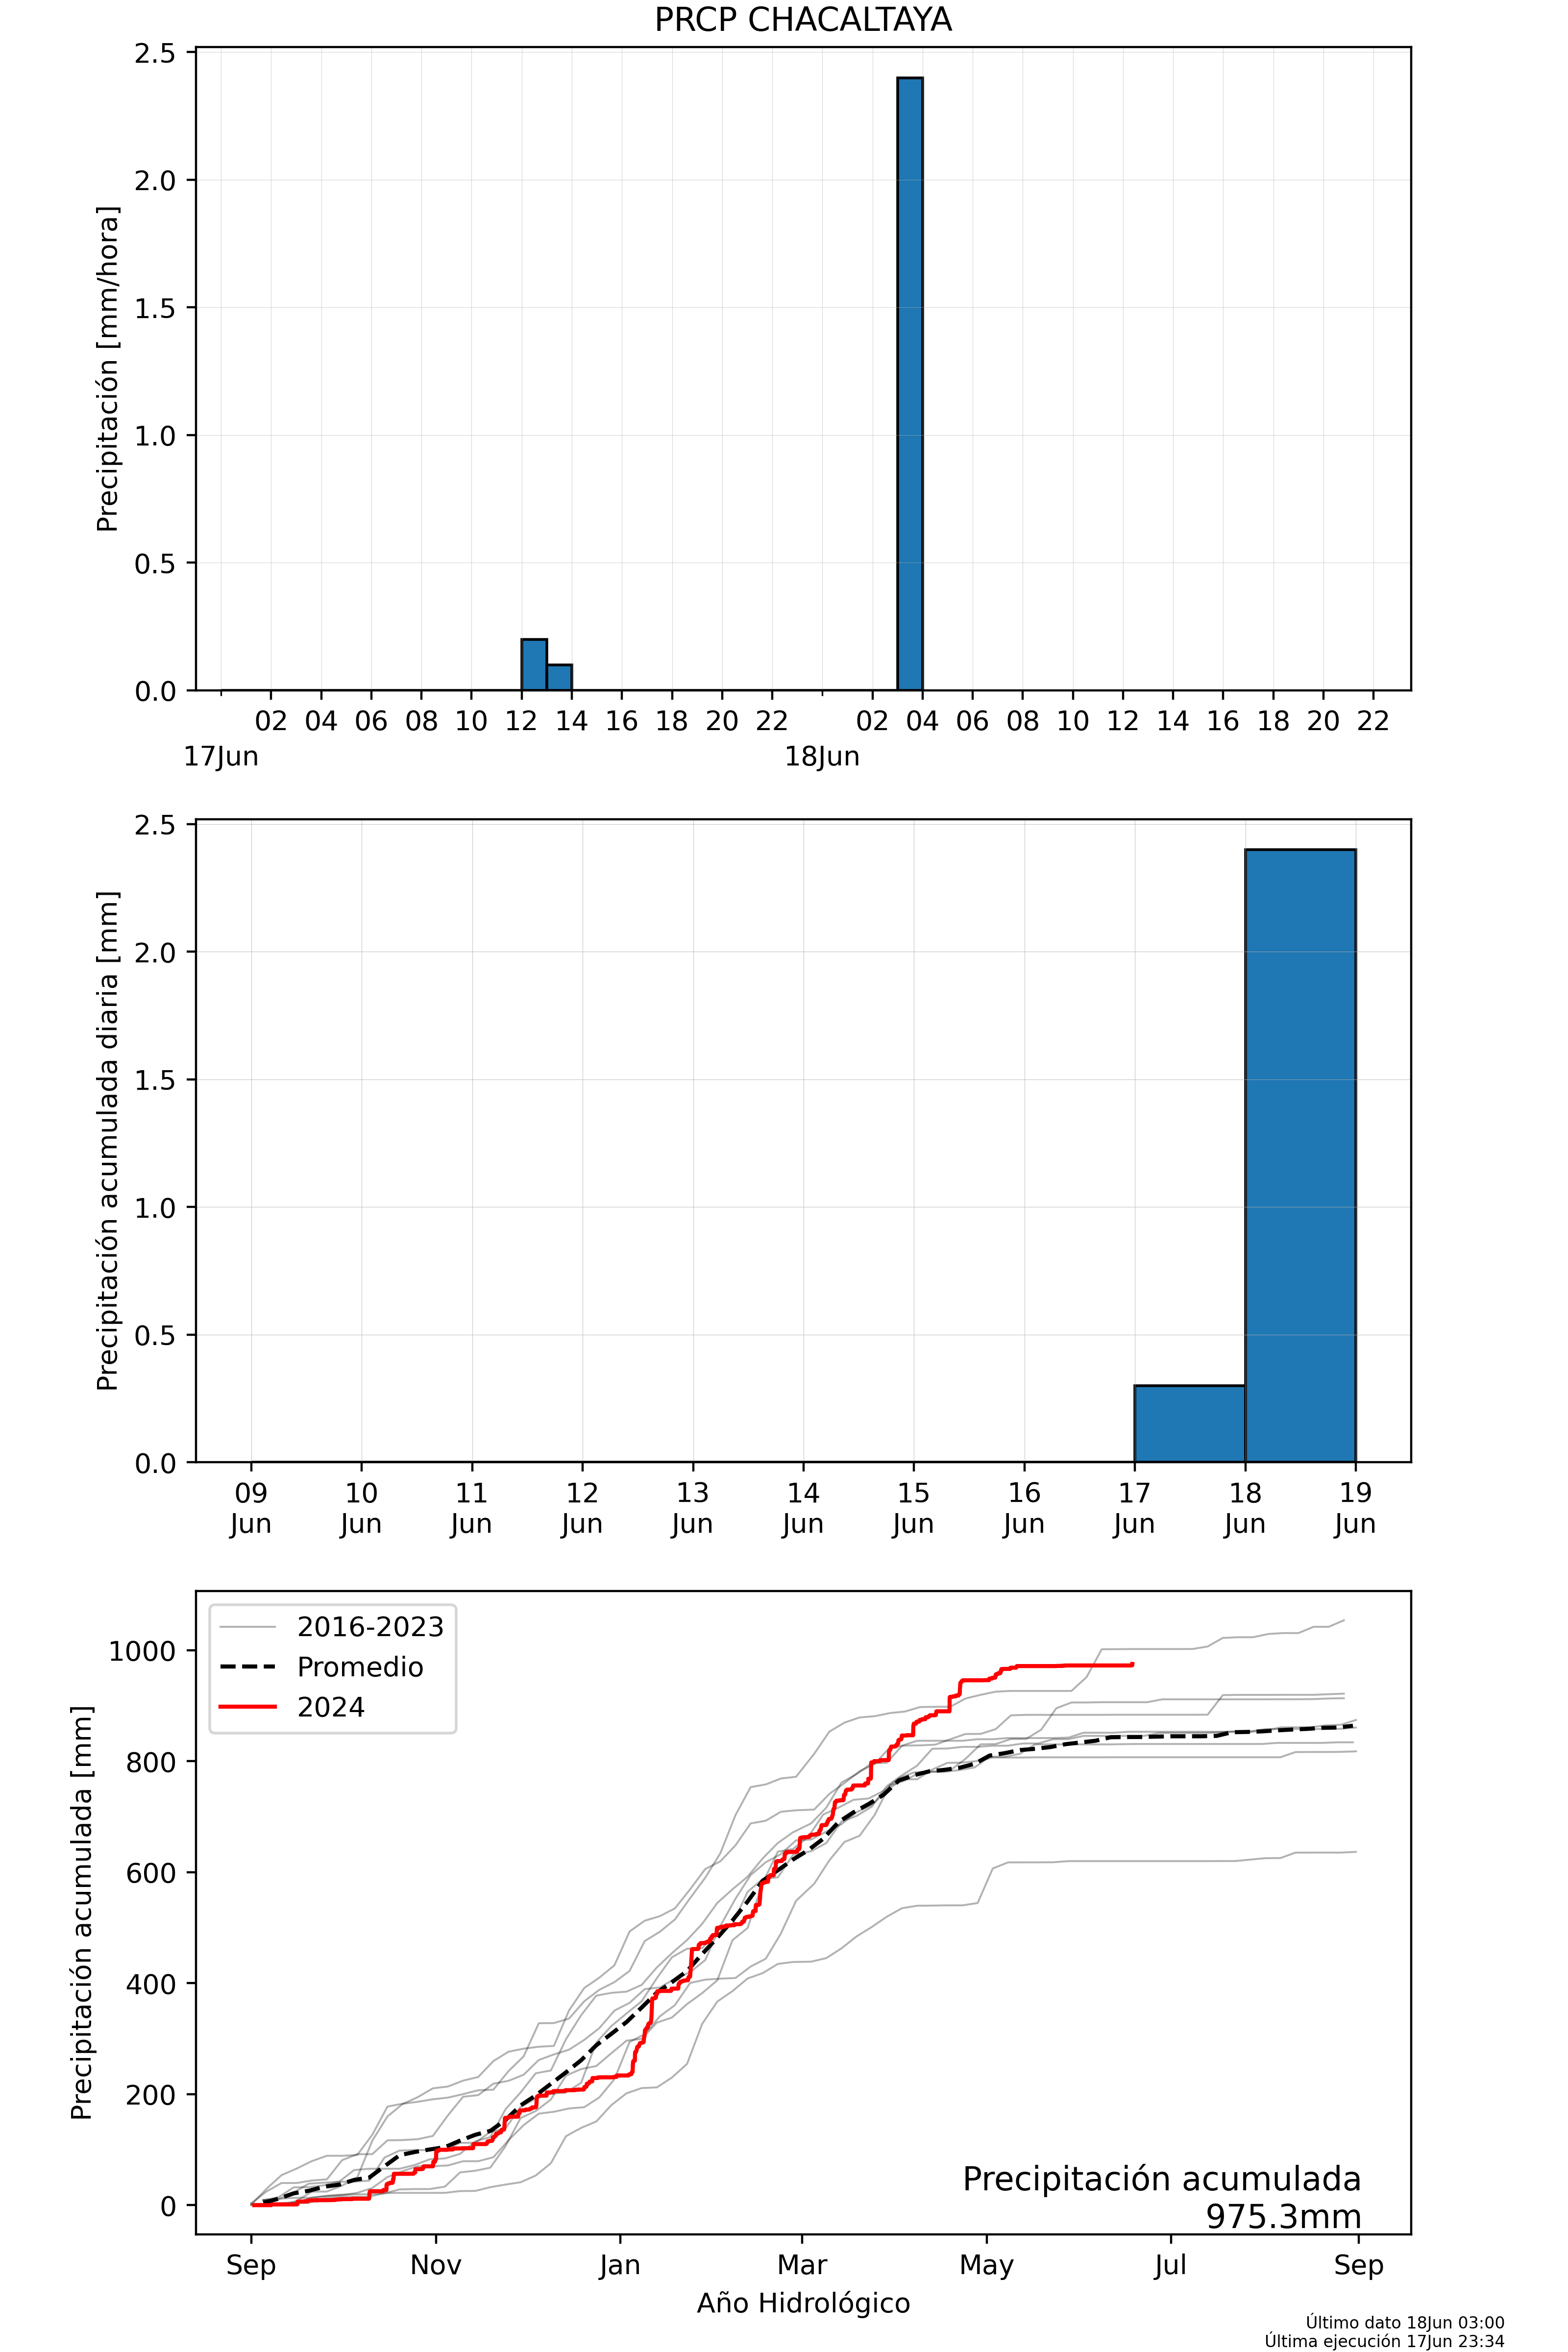 PRCP CHACALTAYA
Precipitación [mm/hora]
2.5
2.0
1.5
1.0
0.5
0.0
02 04 06 08 10 12 14 16 18 20 22 02 04 06 08 10 12 14 16 18 20 22
17Jun 18Jun
Precipitación acumulada diaria [mm]
2.5
2.0
1.5
1.0
0.5
0.0
09 10 11 12 13 14 15 16 17 18 19
Jun Jun Jun Jun Jun Jun Jun Jun Jun Jun Jun
Precipitación acumulada [mm]
1000
800
600
400
200
0
2016-2023
Promedio
2024
Precipitación acumulada
975.3mm
Sep Nov Jan Mar May Jul Sep
Año Hidrológico
Último dato 18Jun 03:00
Última ejecución 17Jun 23:34